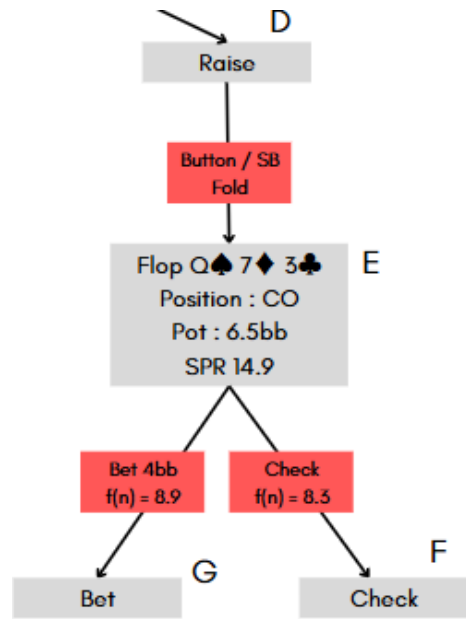 D
Raise
Button / SB
Fold
E
Flop Q♠ 7♦ 3♣
Position : CO
Pot : 6.5bb
SPR 14.9
Bet 4bb
f(n) = 8.9
Check
f(n) = 8.3
G
Bet
F
Check